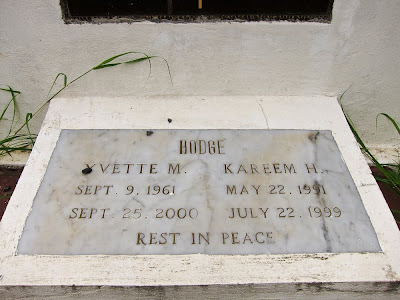 HODGE
YVETTE M. KAREEM H.
SEPT. 9, 1961 MAY 22, 1991
SEPT. 25, 2000 JULY 22, 1999
REST IN PEACE